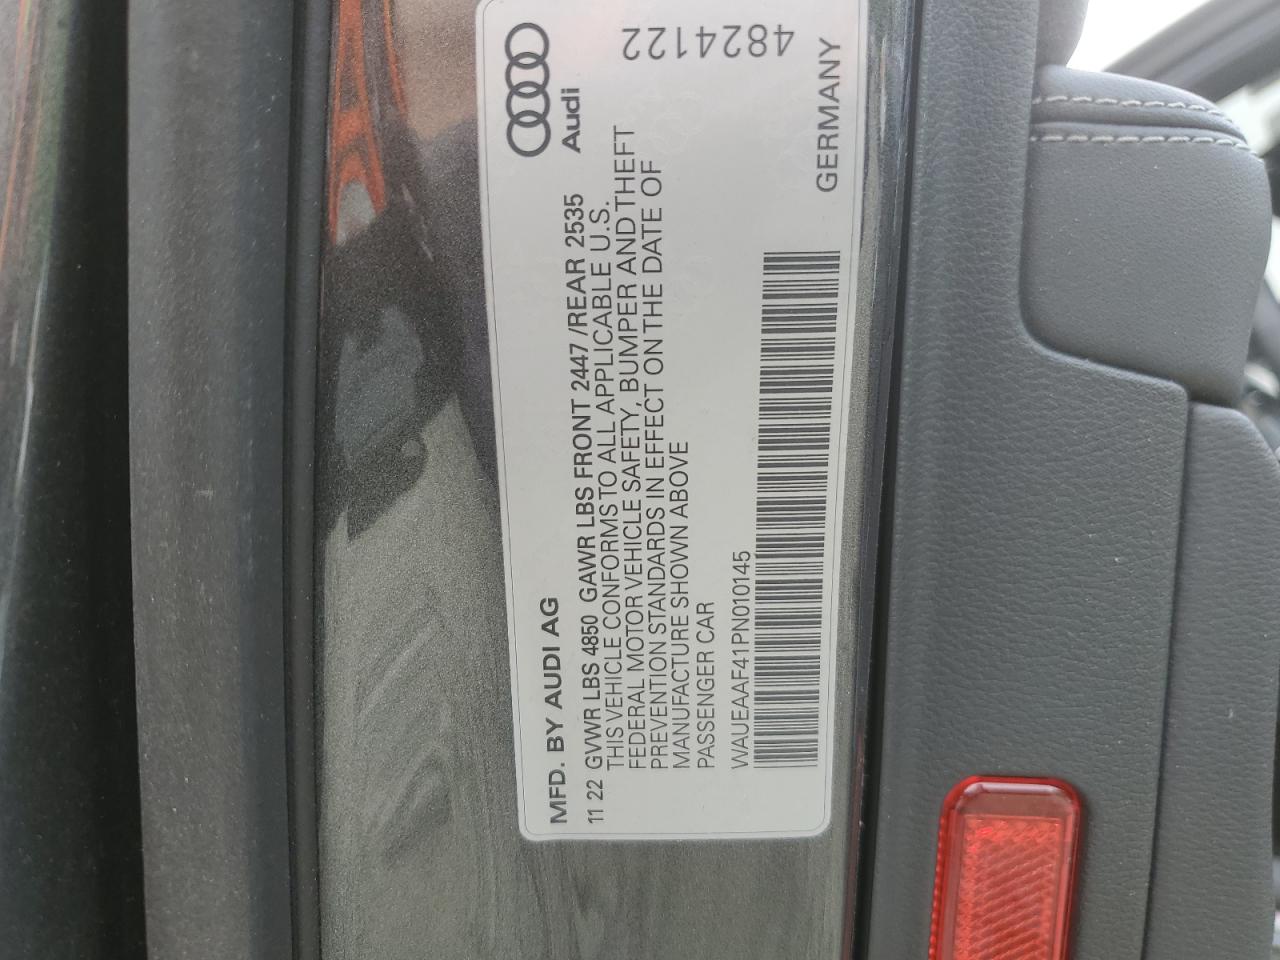 MFD. BY AUDI AG
Audi
11 22 GVWR LBS 4850 GAWR LBS FRONT 2447 /REAR 2535
THIS VEHICLE CONFORMS TO ALL APPLICABLE U.S.
FEDERAL MOTOR VEHICLE SAFETY, BUMPER AND THEFT
PREVENTION STANDARDS IN EFFECT ON THE DATE OF
MANUFACTURE SHOWN ABOVE
PASSENGER CAR
WAUEAAF41PN010145
GERMANY
4824122